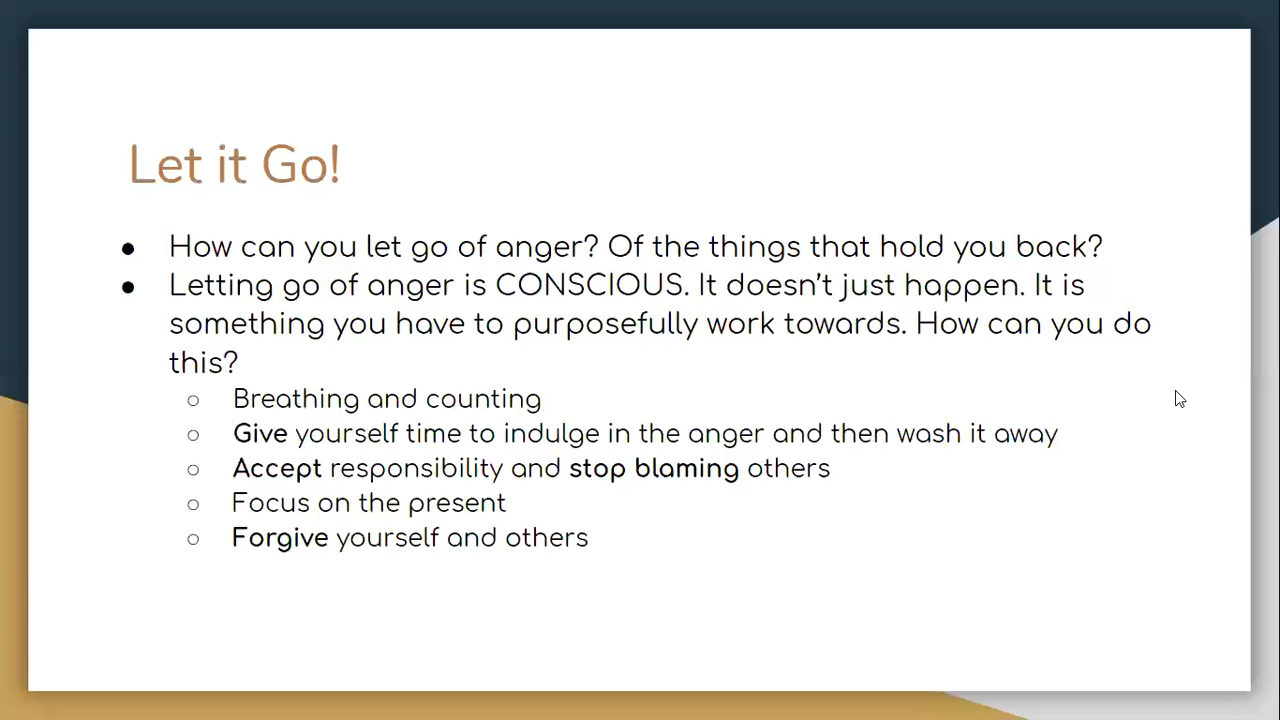 Let it Go!
● How can you let go of anger? Of the things that hold you back?
● Letting go of anger is CONSCIOUS. It doesn’t just happen. It is
something you have to purposefully work towards. How can you do
this?
○ Breathing and counting
○ Give yourself time to indulge in the anger and then wash it away
○ Accept responsibility and stop blaming others
○ Focus on the present
○ Forgive yourself and others